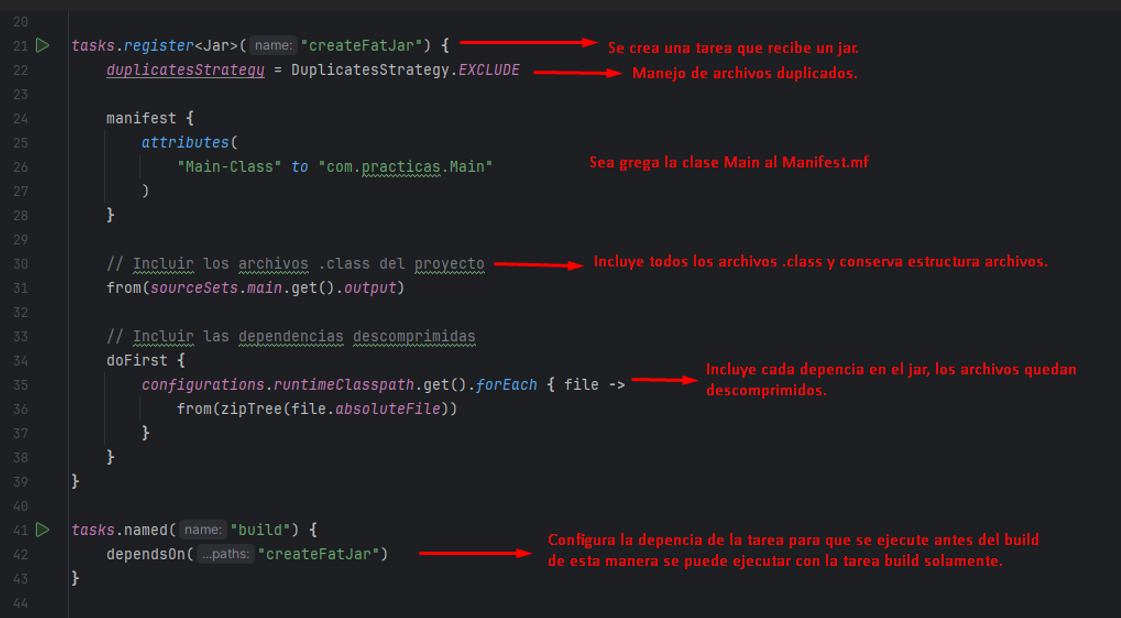 20
21 tasks.register<Jar>( name: "createFatJar") { Se crea una tarea que recibe un jar.
22 duplicatesStrategy = DuplicatesStrategy.EXCLUDE Manejo de archivos duplicados.
23
24 manifest {
25 attributes(
26 "Main-Class" to "com.practicas.Main" Sea grega la clase Main al Manifest.mf
27 )
28 }
29
30 // Incluir los archivos .class del proyecto Incluye todos los archivos .class y conserva estructura archivos.
31 from(sourceSets.main.get().output)
32
33 // Incluir las dependencias descomprimidas
34 doFirst {
35 configurations.runtimeClasspath.get().forEach { file -> Incluye cada depencia en el jar, los archivos quedan
descomprimidos.
36 from(zipTree(file.absoluteFile))
37 }
38 }
39 }
40
41 tasks.named( name: "build") {
42 dependsOn( ...paths: "createFatJar") Configura la depencia de la tarea para que se ejecute antes del build
de esta manera se puede ejecutar con la tarea build solamente.
43 }
44